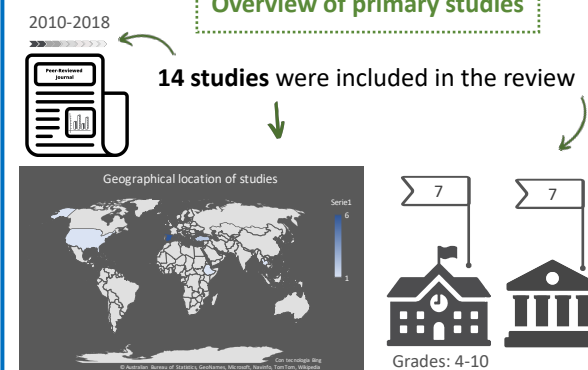 Overview of primary studies
2010-2018
Peer-Reviewed
Journal
14 studies were included in the review
Geographical location of studies
Serie1
6
1
Con tecnologia Bing
© Australian Bureau of Statistics, GeoNames, Microsoft, Navinfo, TomTom, Wikipedia
7
7
Grades: 4-10